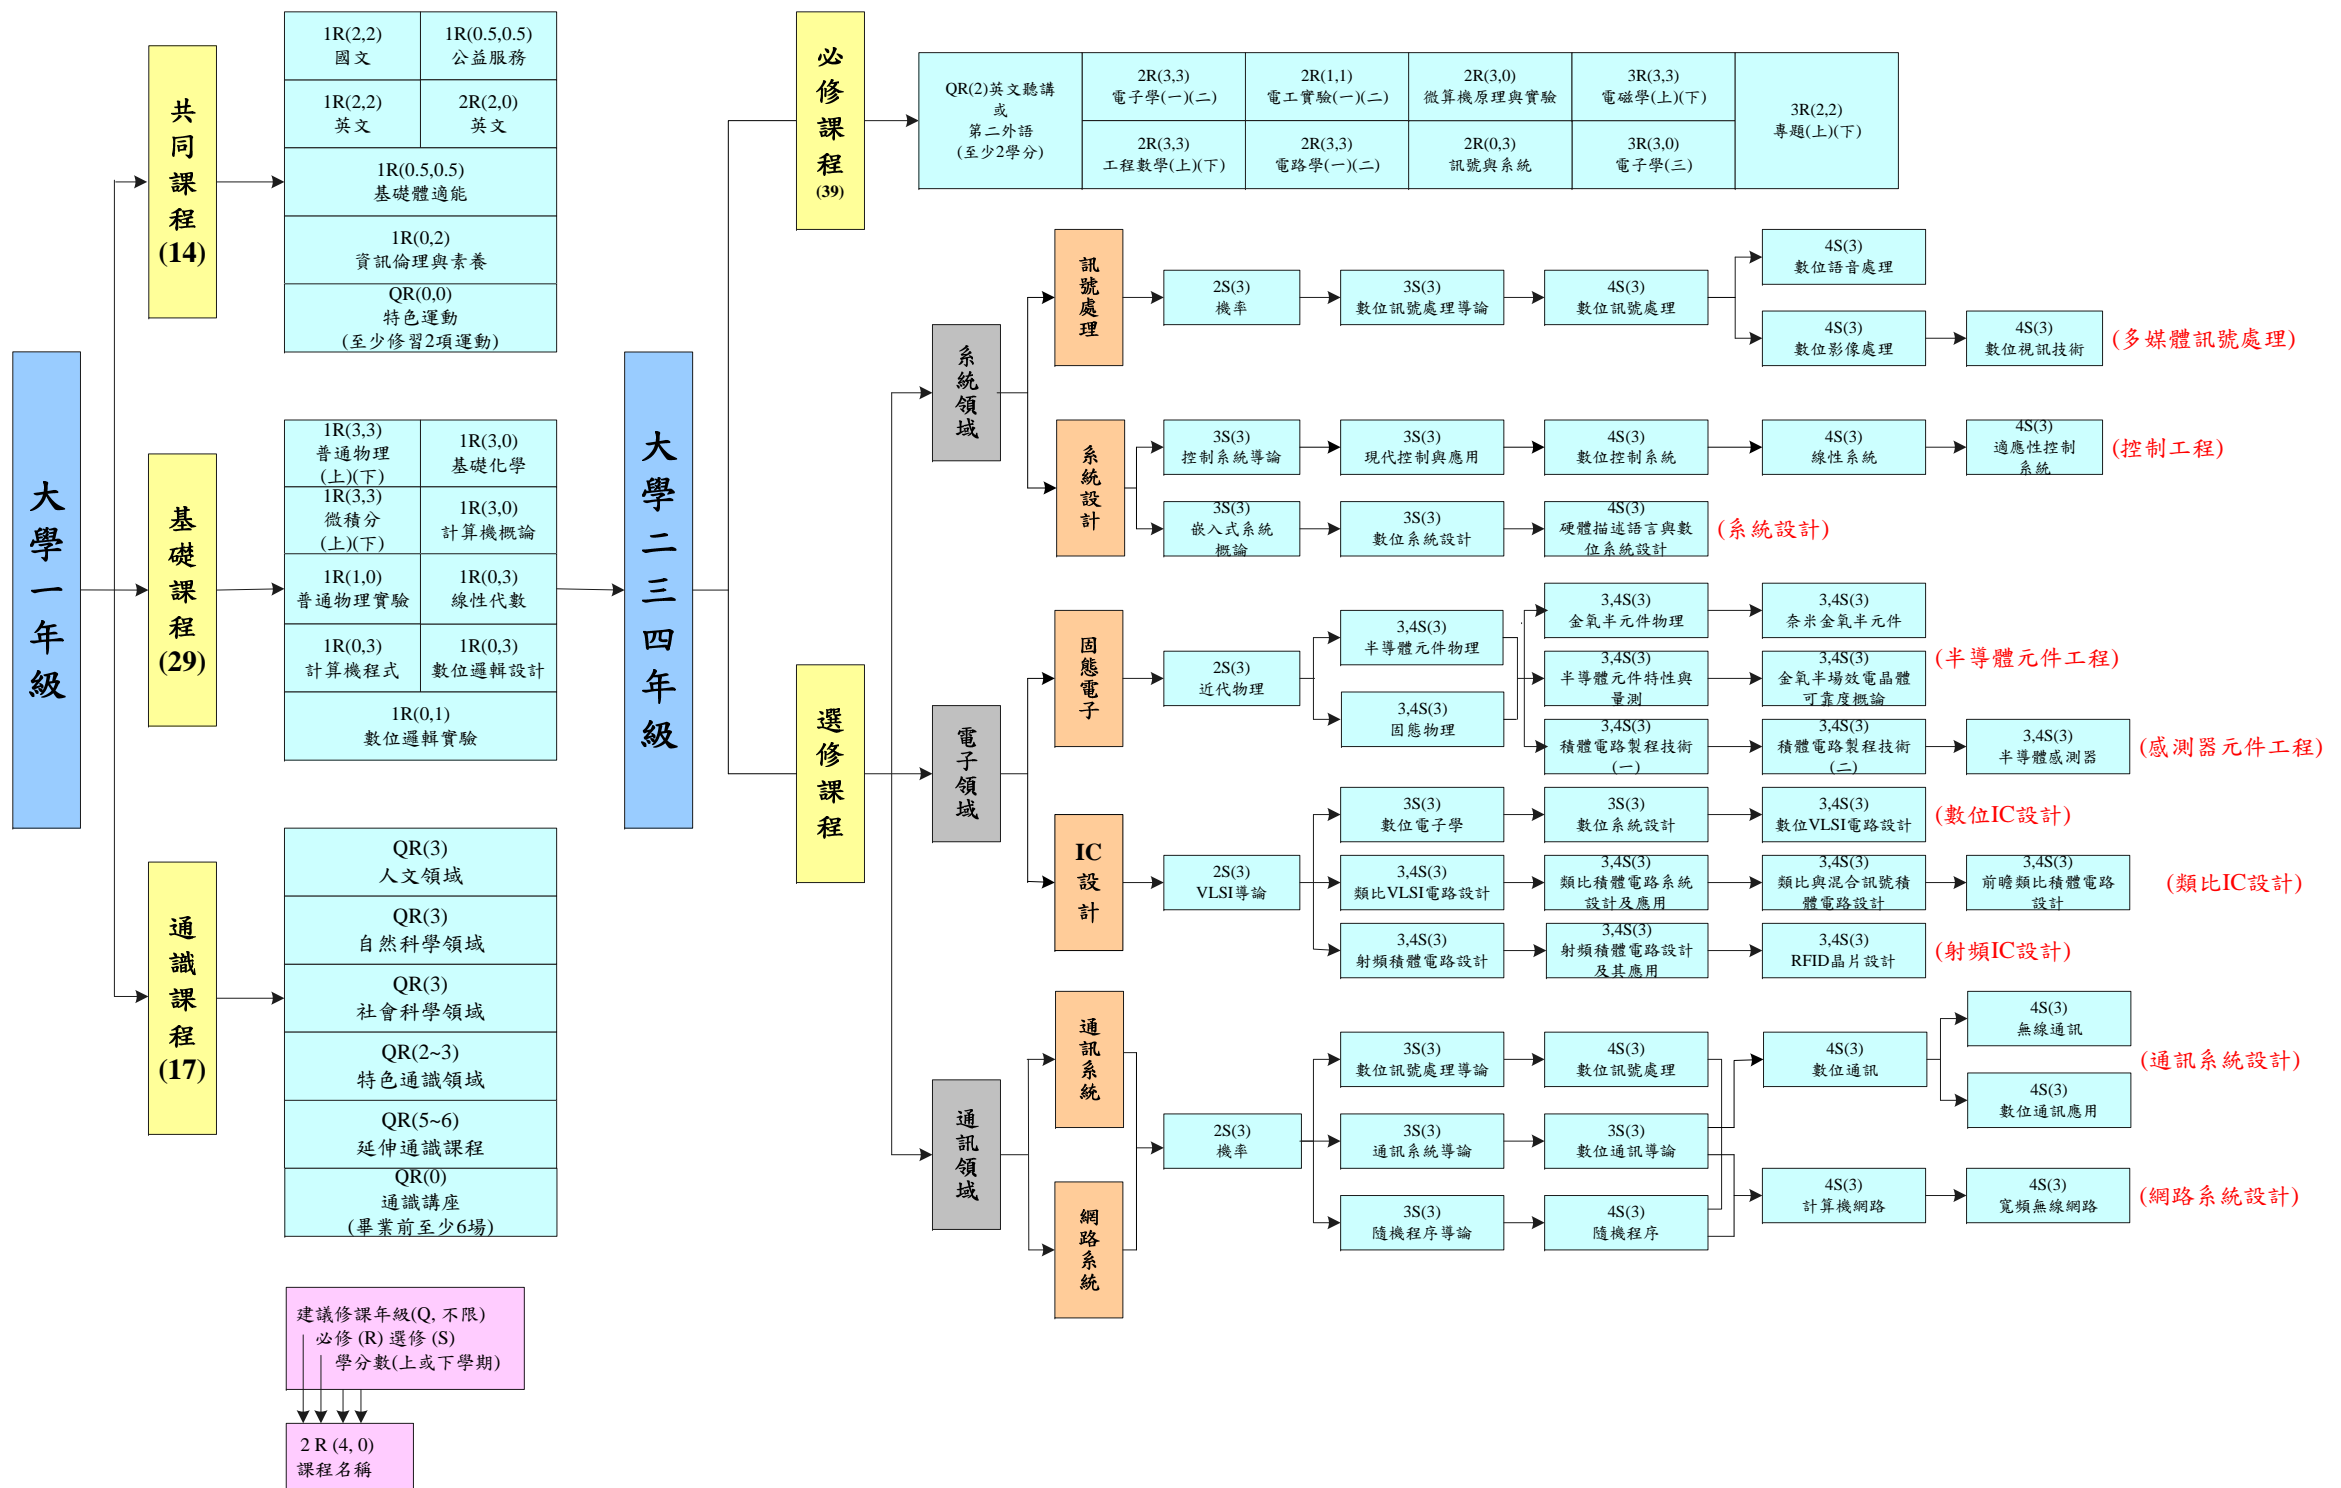 大學一年級
共同課程
(14)
1R(2,2)
國文
1R(0.5,0.5)
公益服務
1R(2,2)
英文
2R(2,0)
英文
1R(0.5,0.5)
基礎體適能
1R(0,2)
資訊倫理與素養
QR(0,0)
特色運動
(至少修習2項運動)
基礎課程
(29)
1R(3,3)
普通物理
(上)(下)
1R(3,0)
基礎化學
1R(3,3)
微積分
(上)(下)
1R(3,0)
計算機概論
1R(1,0)
普通物理實驗
1R(0,3)
線性代數
1R(0,3)
計算機程式
1R(0,3)
數位邏輯設計
1R(0,1)
數位邏輯實驗
通識課程
(17)
QR(3)
人文領域
QR(3)
自然科學領域
QR(3)
社會科學領域
QR(2~3)
特色通識領域
QR(5~6)
延伸通識課程
QR(0)
通識講座
(畢業前至少6場)
建議修課年級(Q, 不限)
必修 (R) 選修 (S)
學分數(上或下學期)
2 R (4, 0)
課程名稱
大學二三四年級
必修課程
(39)
QR(2)英文聽講
或
第二外語
(至少2學分)
2R(3,3)
電子學(一)(二)
2R(1,1)
電工實驗(一)(二)
2R(3,0)
微算機原理與實驗
3R(3,3)
電磁學(上)(下)
3R(2,2)
專題(上)(下)
2R(3,3)
工程數學(上)(下)
2R(3,3)
電路學(一)(二)
2R(0,3)
訊號與系統
3R(3,0)
電子學(三)
選修課程
系統領域
訊號處理
2S(3)
機率
3S(3)
數位訊號處理導論
4S(3)
數位訊號處理
4S(3)
數位語音處理
4S(3)
數位影像處理
4S(3)
數位視訊技術
(多媒體訊號處理)
系統設計
3S(3)
控制系統導論
3S(3)
現代控制與應用
4S(3)
數位控制系統
4S(3)
線性系統
4S(3)
適應性控制
系統
(控制工程)
3S(3)
嵌入式系統
概論
3S(3)
數位系統設計
4S(3)
硬體描述語言與數
位系統設計
(系統設計)
電子領域
固態電子
2S(3)
近代物理
3,4S(3)
半導體元件物理
3,4S(3)
固態物理
3,4S(3)
金氧半元件物理
3,4S(3)
奈米金氧半元件
3,4S(3)
半導體元件特性與
量測
3,4S(3)
金氧半場效電晶體
可靠度概論
(半導體元件工程)
3,4S(3)
積體電路製程技術
(一)
3,4S(3)
積體電路製程技術
(二)
3,4S(3)
半導體感測器
(感測器元件工程)
IC
設計
2S(3)
VLSI導論
3S(3)
數位電子學
3S(3)
數位系統設計
3,4S(3)
數位VLSI電路設計
(數位IC設計)
3,4S(3)
類比VLSI電路設計
3,4S(3)
類比積體電路系統
設計及應用
3,4S(3)
類比與混合訊號積
體電路設計
3,4S(3)
前瞻類比積體電路
設計
(類比IC設計)
3,4S(3)
射頻積體電路設計
3,4S(3)
射頻積體電路設計
及其應用
3,4S(3)
RFID晶片設計
(射頻IC設計)
通訊領域
通訊系統
網路系統
2S(3)
機率
3S(3)
數位訊號處理導論
4S(3)
數位訊號處理
3S(3)
通訊系統導論
3S(3)
數位通訊導論
3S(3)
隨機程序導論
4S(3)
隨機程序
4S(3)
數位通訊
4S(3)
無線通訊
4S(3)
數位通訊應用
(通訊系統設計)
4S(3)
計算機網路
4S(3)
寬頻無線網路
(網路系統設計)